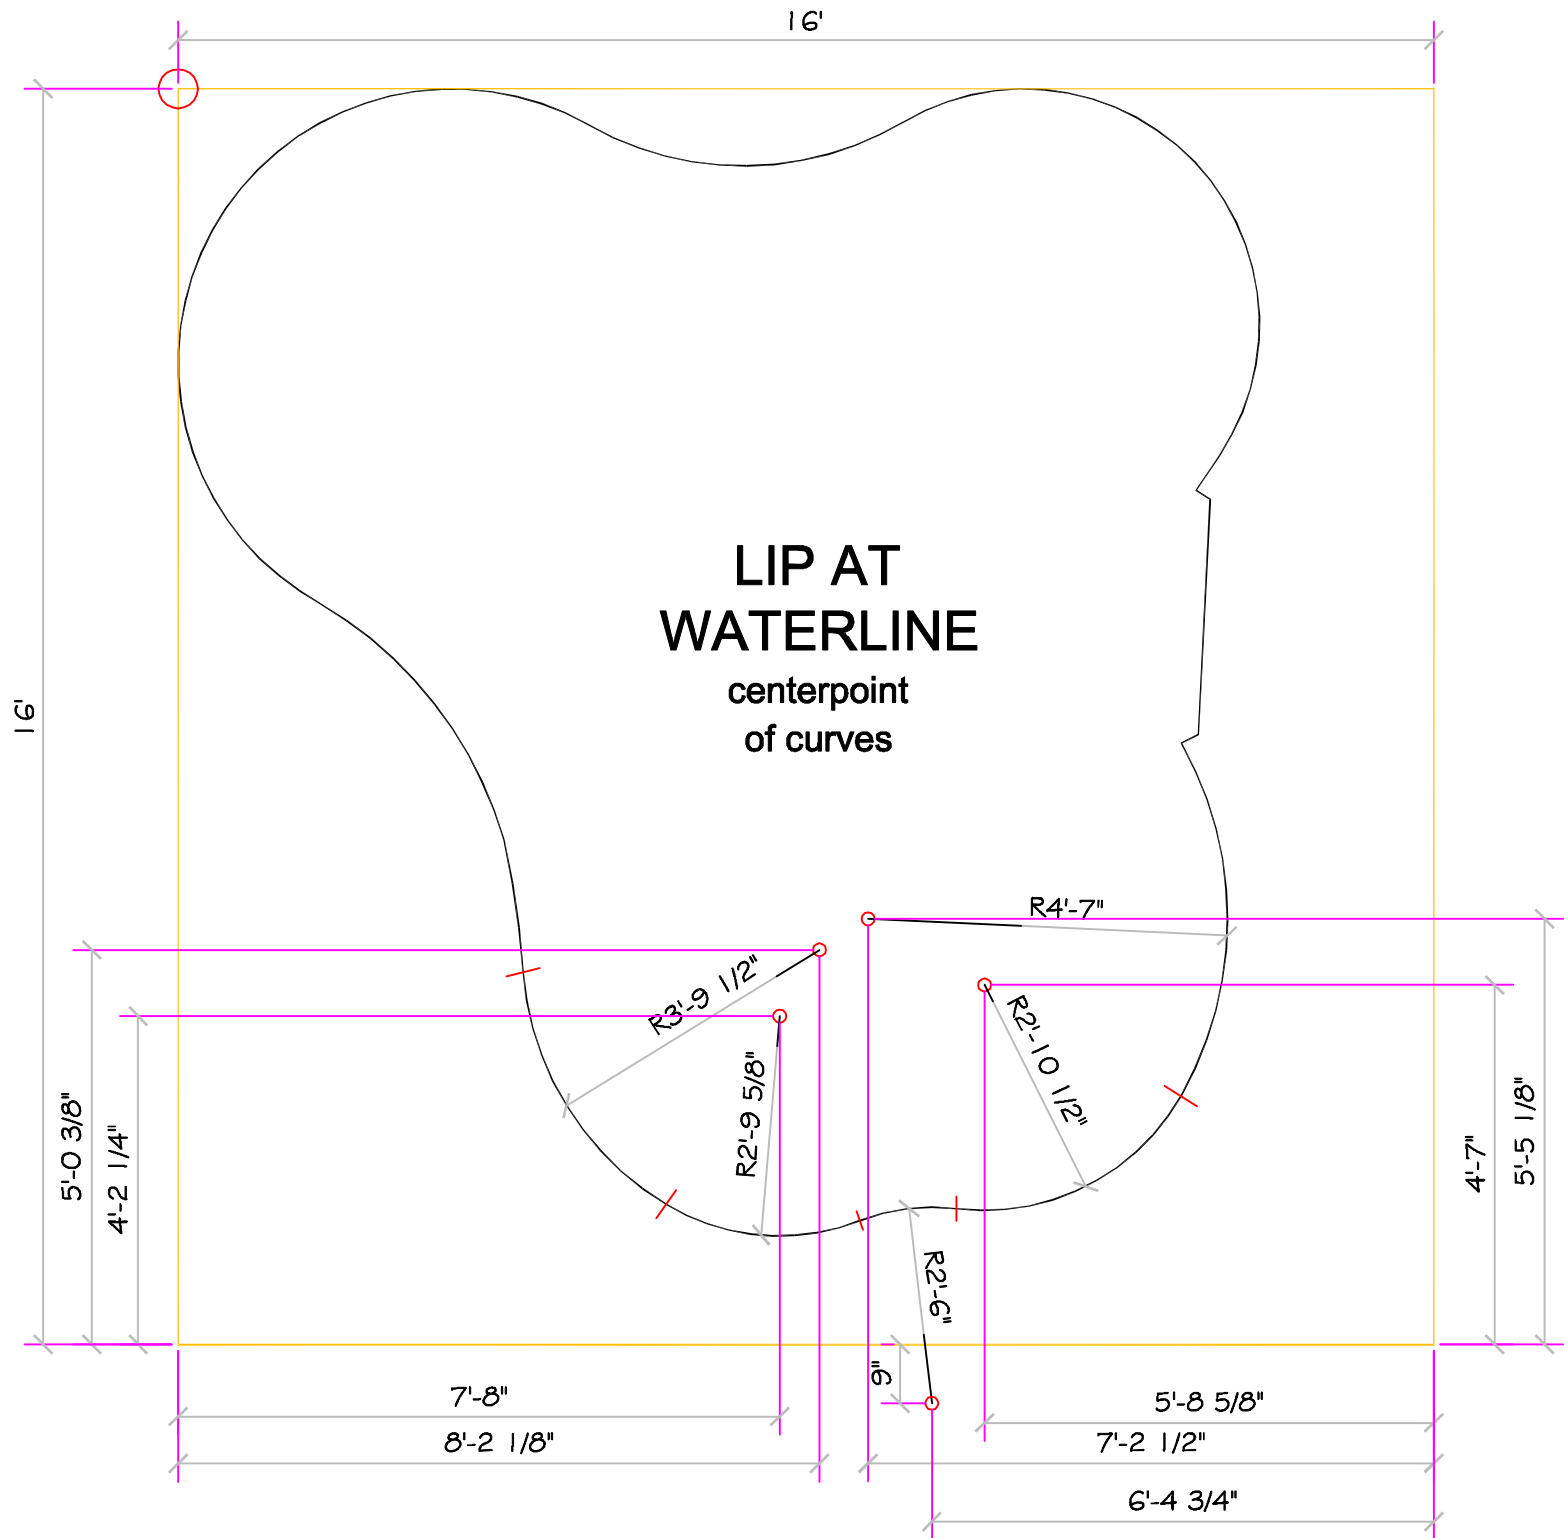 16'
16'
LIP AT
WATERLINE
centerpoint
of curves
R4'-7"
R3'-9 1/2"
R2'-10 1/2"
R2'-9 5/8"
R2'-6"
5'-0 3/8"
4'-2 1/4"
4'-7"
5'-5 1/8"
9"
7'-8"
5'-8 5/8"
8'-2 1/8"
7'-2 1/2"
6'-4 3/4"